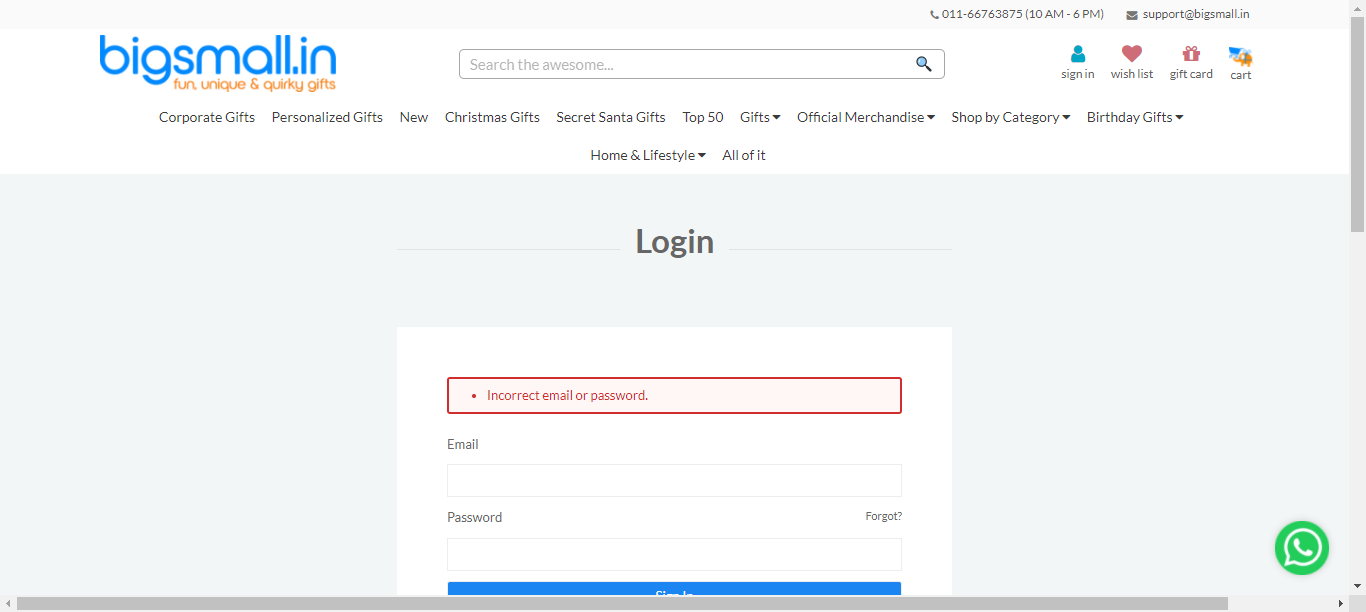 011-66763875 (10 AM - 6 PM) support@bigsmall.in
bigsmall.in
fun, unique & quirky gifts
Search the awesome...
sign in wish list gift card cart
Corporate Gifts Personalized Gifts New Christmas Gifts Secret Santa Gifts Top 50 Gifts Official Merchandise Shop by Category Birthday Gifts
Home & Lifestyle All of it
Login
Incorrect email or password.
Email
Password Forgot?
Sign In